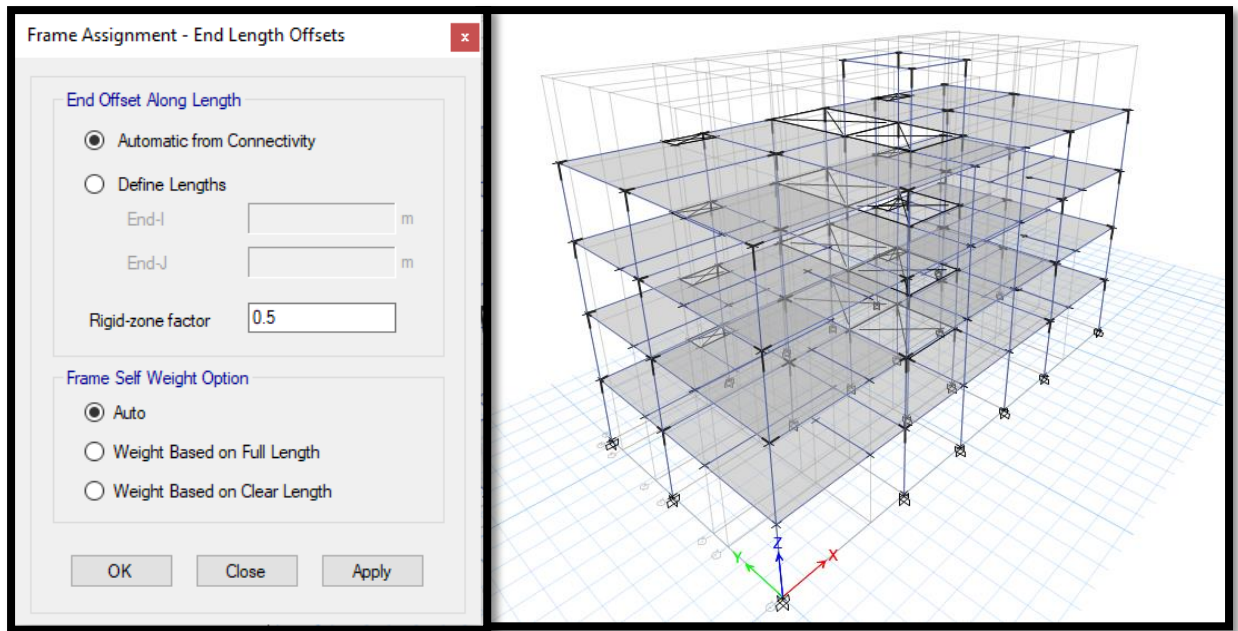 Frame Assignment - End Length Offsets
x
End Offset Along Length
Automatic from Connectivity
Define Lengths
End-I
m
End-J
m
Rigid-zone factor
0.5
Frame Self Weight Option
Auto
Weight Based on Full Length
Weight Based on Clear Length
OK Close Apply
Z
Y
X